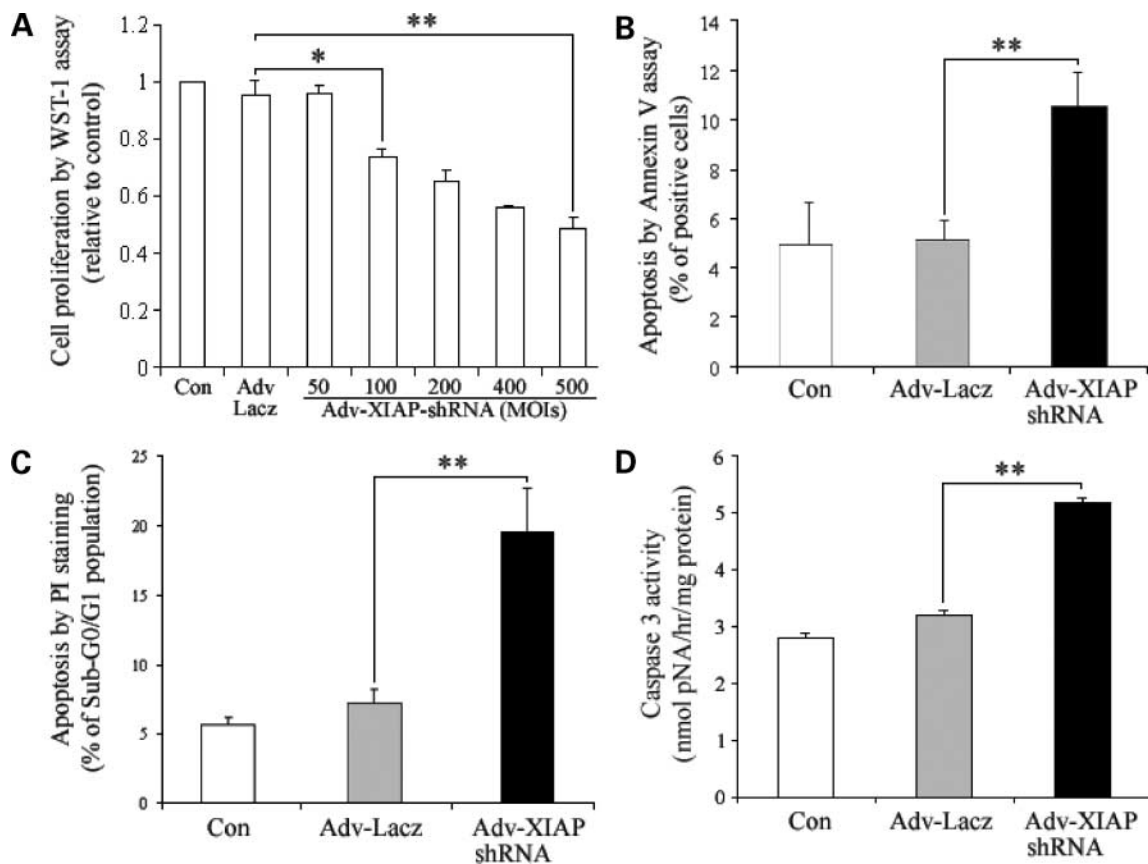 A
Cell proliferation by WST-1 assay
(relative to control)
1.2
1
0.8
0.6
0.4
0.2
0
*
**
Con
Adv
Lacz
50 100 200 400 500
Adv-XIAP-shRNA (MOIs)
B
Apoptosis by Annexin V assay
(% of positive cells)
14
12
10
8
6
4
2
0
**
Con
Adv-Lacz
Adv-XIAP
shRNA
C
Apoptosis by PI staining
(% of Sub-G0/G1 population)
25
20
15
10
5
0
**
Con
Adv-Lacz
Adv-XIAP
shRNA
D
Caspase 3 activity
(nmol pNA/hr/mg protein)
6
5
4
3
2
1
0
**
Con
Adv-Lacz
Adv-XIAP
shRNA